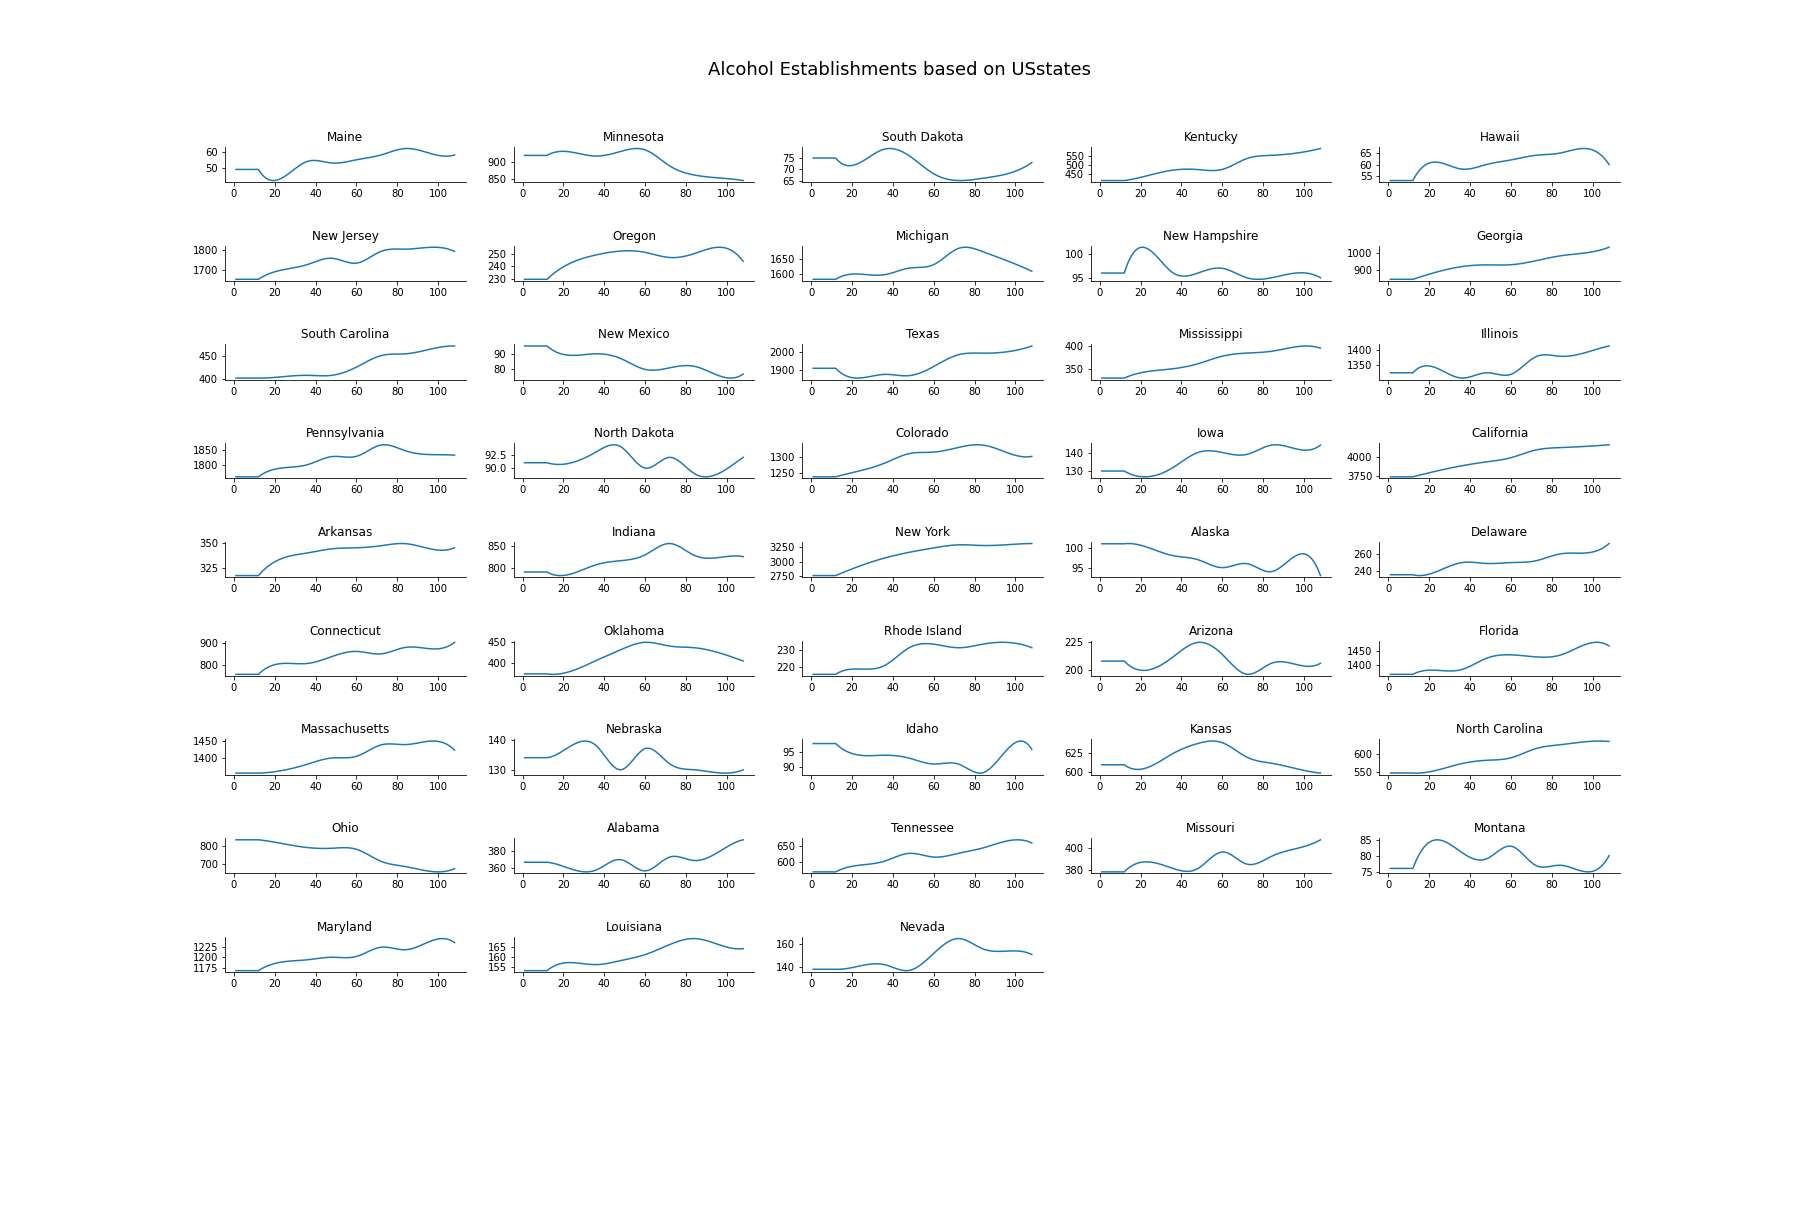 Alcohol Establishments based on USstates
Maine Minnesota South Dakota Kentucky Hawaii
60 50 900 850 75 70 65 550 500 450 65 60 55
0 20 40 60 80 100 0 20 40 60 80 100 0 20 40 60 80 100 0 20 40 60 80 100 0 20 40 60 80 100
New Jersey Oregon Michigan New Hampshire Georgia
1800 1700 250 240 230 1650 1600 100 95 1000 900
0 20 40 60 80 100 0 20 40 60 80 100 0 20 40 60 80 100 0 20 40 60 80 100 0 20 40 60 80 100
South Carolina New Mexico Texas Mississippi Illinois
450 400 90 80 2000 1900 400 350 1400 1350
0 20 40 60 80 100 0 20 40 60 80 100 0 20 40 60 80 100 0 20 40 60 80 100 0 20 40 60 80 100
Pennsylvania North Dakota Colorado Iowa California
1850 1800 92.5 90.0 1300 1250 140 130 4000 3750
0 20 40 60 80 100 0 20 40 60 80 100 0 20 40 60 80 100 0 20 40 60 80 100 0 20 40 60 80 100
Arkansas Indiana New York Alaska Delaware
350 325 850 800 3250 3000 2750 100 95 260 240
0 20 40 60 80 100 0 20 40 60 80 100 0 20 40 60 80 100 0 20 40 60 80 100 0 20 40 60 80 100
Connecticut Oklahoma Rhode Island Arizona Florida
900 800 450 400 230 220 225 200 1450 1400
0 20 40 60 80 100 0 20 40 60 80 100 0 20 40 60 80 100 0 20 40 60 80 100 0 20 40 60 80 100
Massachusetts Nebraska Idaho Kansas North Carolina
1450 1400 140 130 95 90 625 600 600 550
0 20 40 60 80 100 0 20 40 60 80 100 0 20 40 60 80 100 0 20 40 60 80 100 0 20 40 60 80 100
Ohio Alabama Tennessee Missouri Montana
800 700 380 360 650 600 400 380 85 80 75
0 20 40 60 80 100 0 20 40 60 80 100 0 20 40 60 80 100 0 20 40 60 80 100 0 20 40 60 80 100
Maryland Louisiana Nevada
1225 1200 1175 165 160 155 160 140
0 20 40 60 80 100 0 20 40 60 80 100 0 20 40 60 80 100